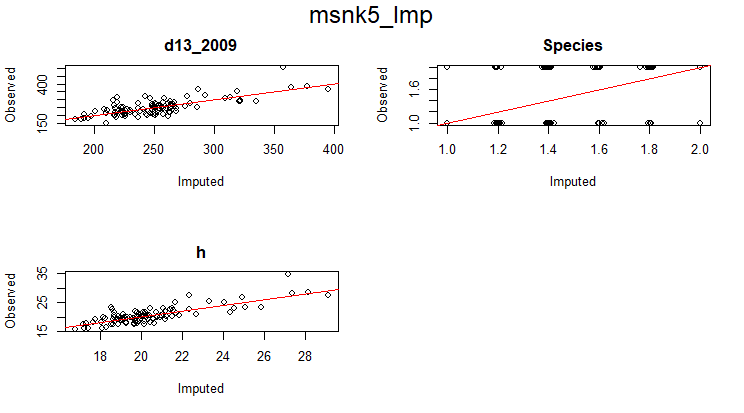 msnk5_Imp
d13_2009
Observed
400
150
200
250
300
350
400
Imputed
Species
Observed
1.6
1.0
1.0
1.2
1.4
1.6
1.8
2.0
Imputed
h
Observed
35
25
15
18
20
22
24
26
28
Imputed